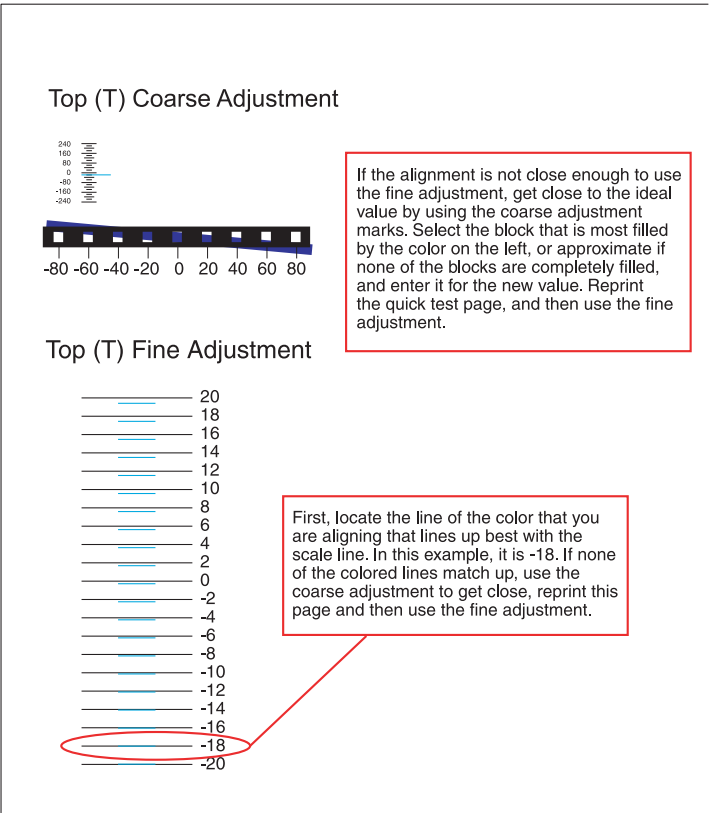 Top (T) Coarse Adjustment
240
160
80
0
-80
-160
-240
-80 -60 -40 -20 0 20 40 60 80
If the alignment is not close enough to use
the fine adjustment, get close to the ideal
value by using the coarse adjustment
marks. Select the block that is most filled
by the color on the left, or approximate if
none of the blocks are completely filled,
and enter it for the new value. Reprint
the quick test page, and then use the fine
adjustment.
Top (T) Fine Adjustment
20
18
16
14
12
10
8
6
4
2
0
-2
-4
-6
-8
-10
-12
-14
-16
-18
-20
First, locate the line of the color that you
are aligning that lines up best with the
scale line. In this example, it is -18. If none
of the colored lines match up, use the
coarse adjustment to get close, reprint this
page and then use the fine adjustment.